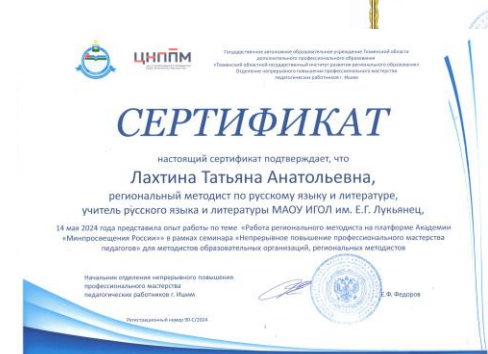 ЦНППМ
Государственное автономное образовательное учреждение Тюменской области
дополнительного профессионального образования
«Тюменский областной государственный институт развития регионального образования»
Отделение непрерывного повышения профессионального мастерства
педагогических работников г. Ишим
СЕРТИФИКАТ
настоящий сертификат подтверждает, что
Лахтина Татьяна Анатольевна,
региональный методист по русскому языку и литературе,
учитель русского языка и литературы МАОУ ИГОЛ им. Е.Г. Лукьянец,
14 мая 2024 года представила опыт работы по теме «Работа регионального методиста на платформе Академии
«Минпросвещения России»» в рамках семинара «Непрерывное повышение профессионального мастерства
педагогов» для методистов образовательных организаций, региональных методистов
Начальник отделения непрерывного повышения
профессионального мастерства
педагогических работников г. Ишим
Е.Ф. Федоров
Регистрационный номер 90-С/2024